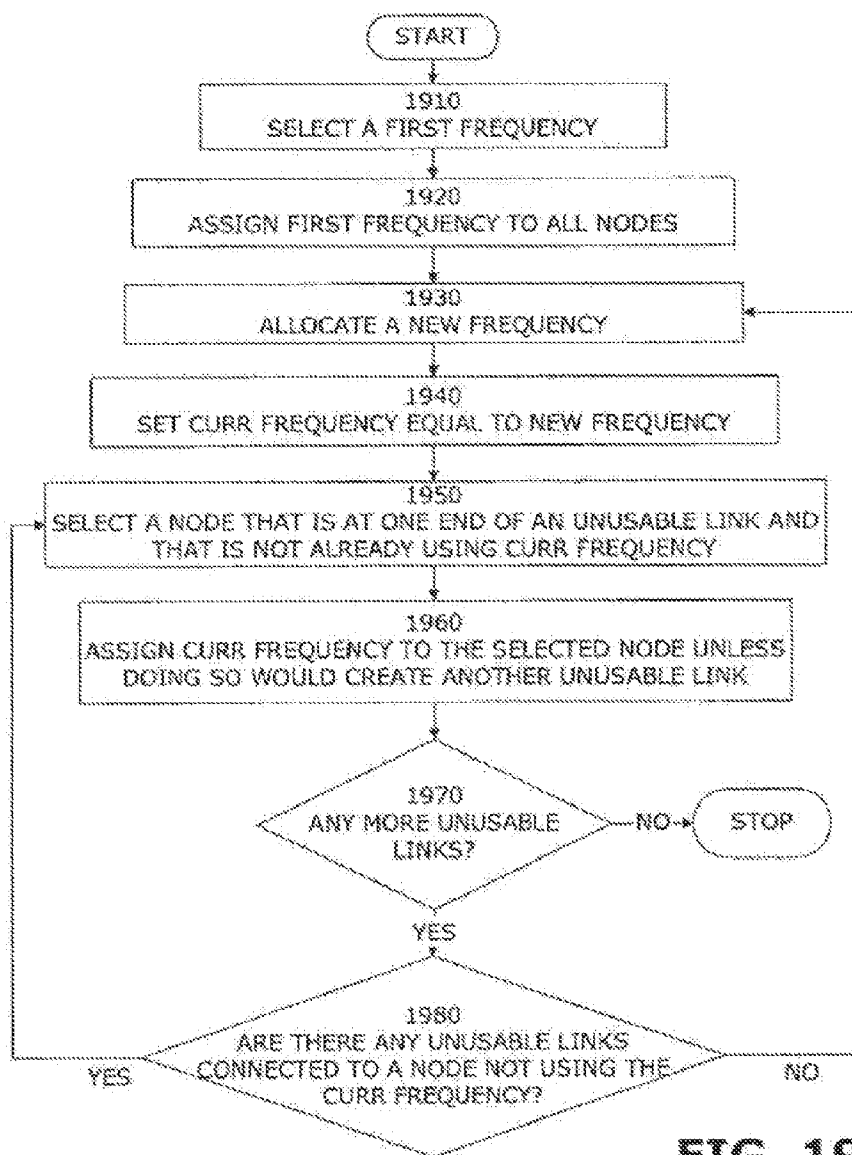 START
1910
SELECT A FIRST FREQUENCY
1920
ASSIGN FIRST FREQUENCY TO ALL NODES
1930
ALLOCATE A NEW FREQUENCY
1940
SET CURR FREQUENCY EQUAL TO NEW FREQUENCY
1950
SELECT A NODE THAT IS AT ONE END OF AN UNUSABLE LINK AND
THAT IS NOT ALREADY USING CURR FREQUENCY
1960
ASSIGN CURR FREQUENCY TO THE SELECTED NODE UNLESS
DOING SO WOULD CREATE ANOTHER UNUSABLE LINK
1970
ANY MORE UNUSABLE
LINKS?
NO
STOP
YES
1980
ARE THERE ANY UNUSABLE LINKS
CONNECTED TO A NODE NOT USING THE
CURR FREQUENCY?
YES
NO
FIG. 19